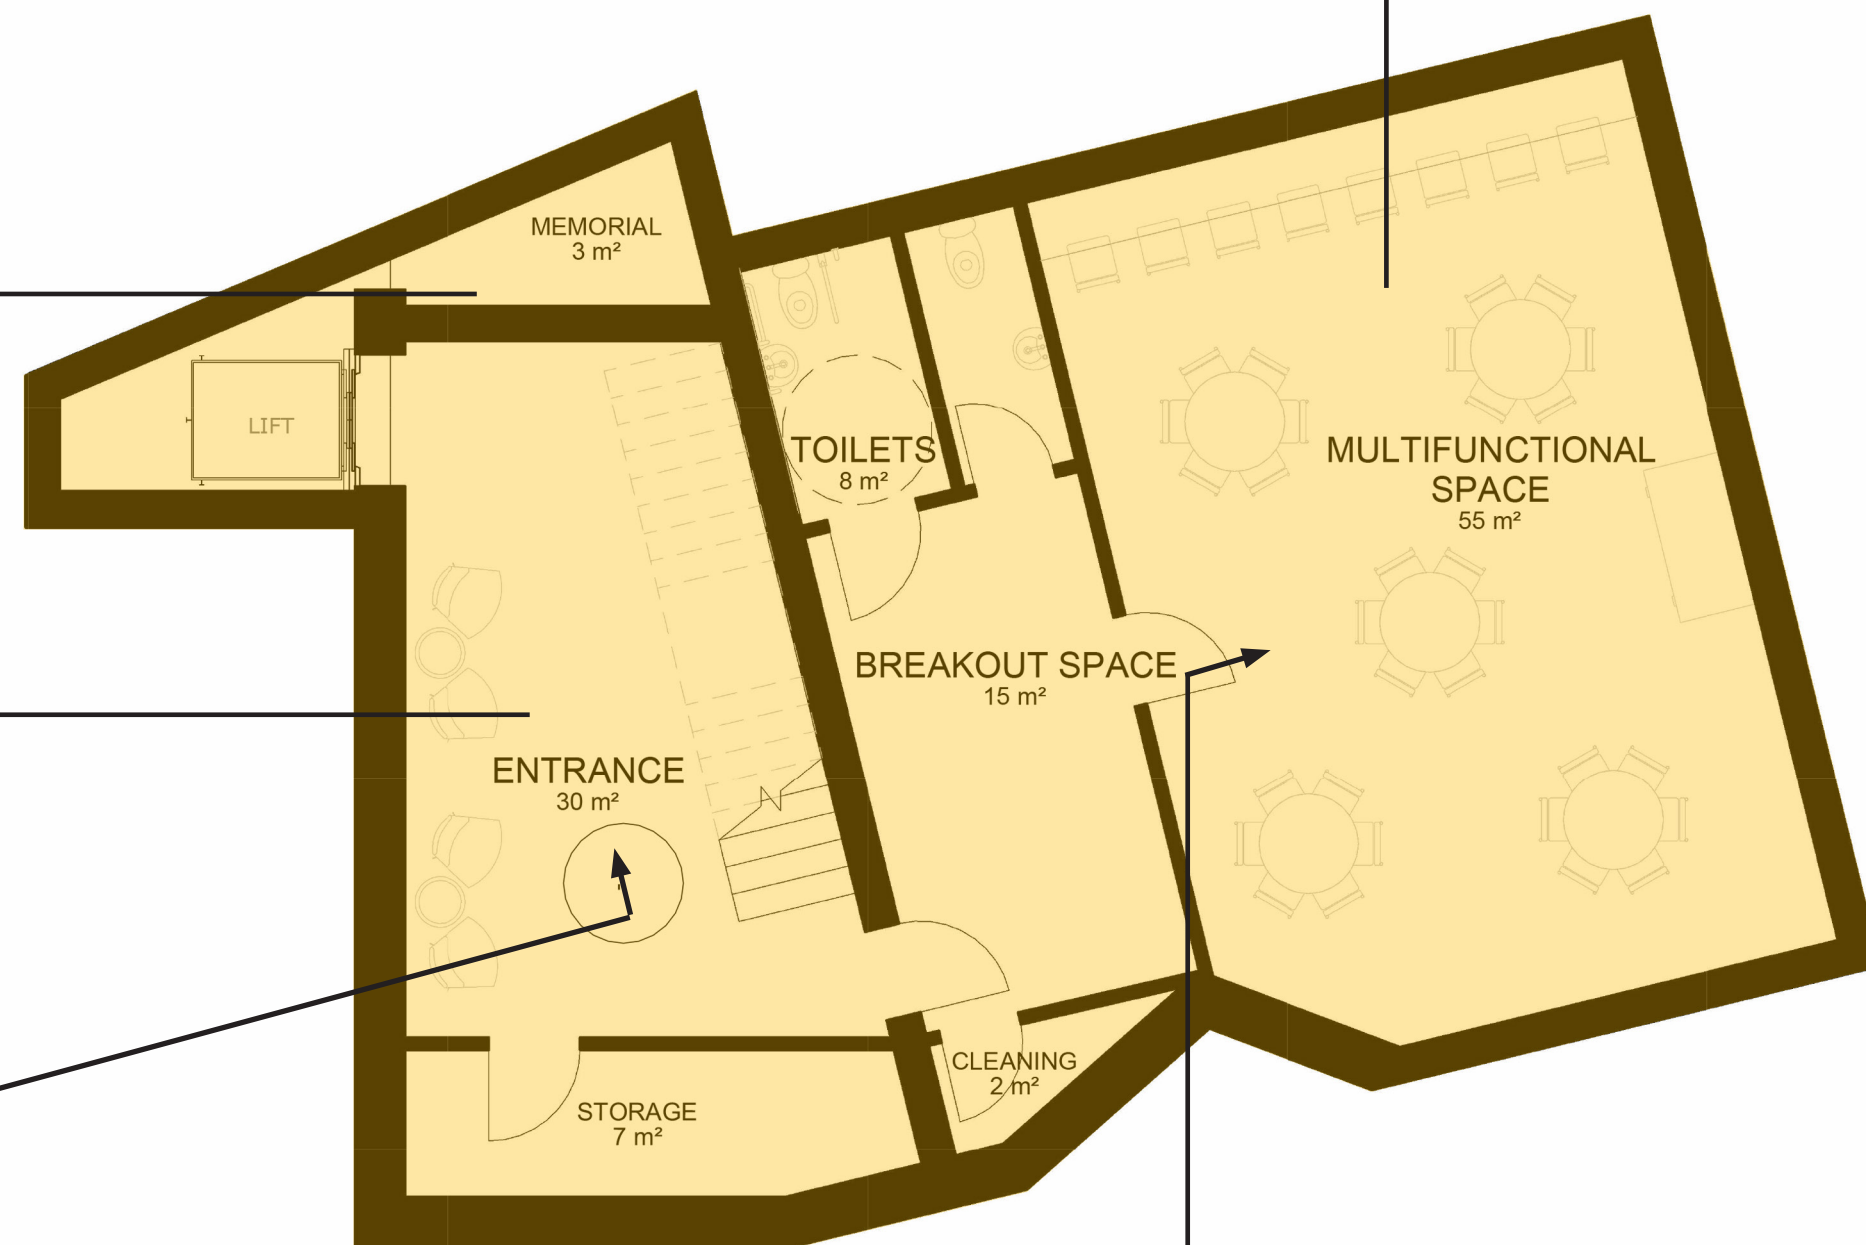 MEMORIAL
3 m²
LIFT
TOILETS
8 m²
MULTIFUNCTIONAL
SPACE
55 m²
BREAKOUT SPACE
15 m²
ENTRANCE
30 m²
CLEANING
2 m²
STORAGE
7 m²